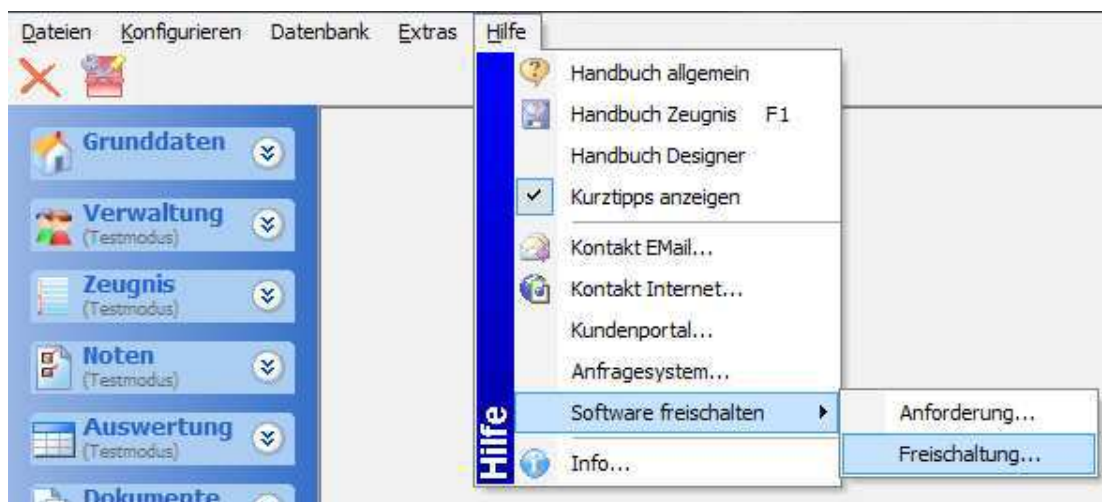 Dateien Konfigurieren Datenbank Extras Hilfe
Handbuch allgemein
Handbuch Zeugnis F1
Handbuch Designer
Kurztipps anzeigen
Kontakt EMail...
Kontakt Internet...
Kundenportal...
Anfragesystem...
Software freischalten
Info...
Hilfe
Anforderung...
Freischaltung...
Grunddaten
Verwaltung
(Testmodus)
Zeugnis
(Testmodus)
Noten
(Testmodus)
Auswertung
(Testmodus)
Dokumente